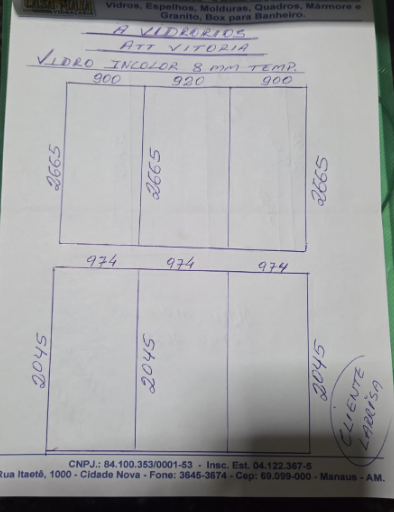 Vidros, Espelhos, Molduras, Quadros, Mármore e
Granito, Box para Banheiro.
A VIDRORIOS
ATT VITORIA
VIDRO INCOLOR 8 MM TEMP.
900 920 900
2665 2665 2665
974 974 974
2045 2045 2045
CLIENTE
LARRISA
CNPJ.: 84.100.353/0001-53 - Insc. Est. 04.122.367-5
Rua Itaetê, 1000 - Cidade Nova - Fone: 3645-3674 - Cep: 69.099-000 - Manaus - AM.